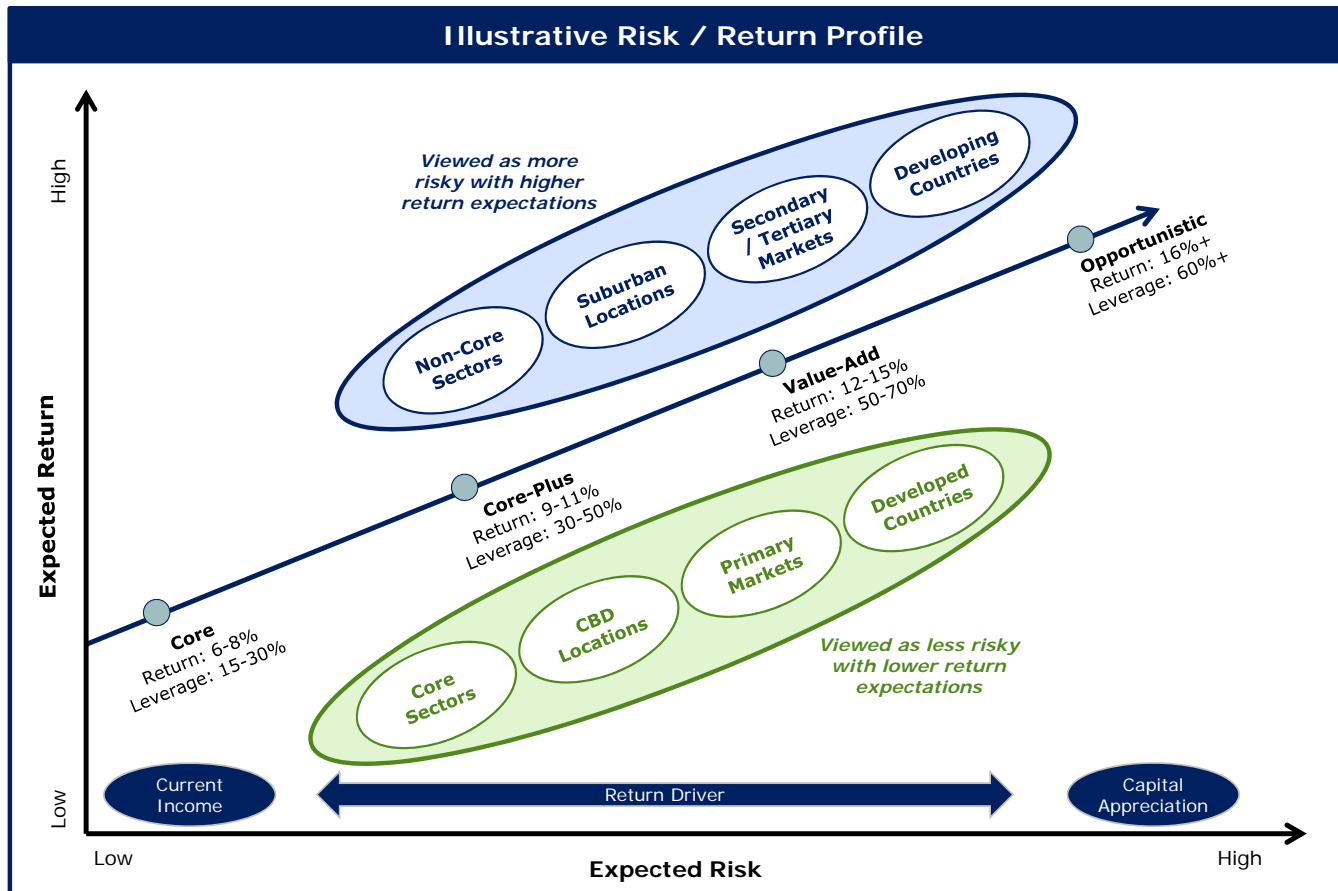 Illustrative Risk / Return Profile
High
Expected Return
Low
Viewed as more
risky with higher
return expectations
Non-Core
Sectors
Suburban
Locations
Secondary
/ Tertiary
Markets
Developing
Countries
Opportunistic
Return: 16%+
Leverage: 60%+
Value-Add
Return: 12-15%
Leverage: 50-70%
Core-Plus
Return: 9-11%
Leverage: 30-50%
Core
Return: 6-8%
Leverage: 15-30%
Core
Sectors
CBD
Locations
Primary
Markets
Developed
Countries
Viewed as less risky
with lower return
expectations
Current
Income
Return Driver
Capital
Appreciation
Low
Expected Risk
High